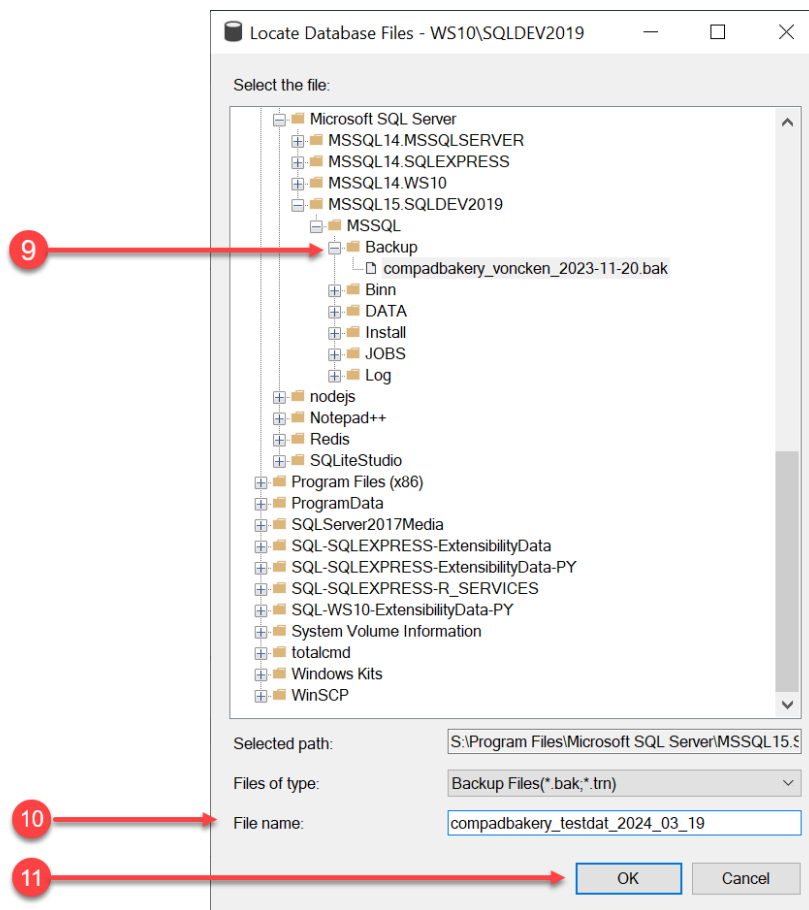 Locate Database Files - WS10\SQLDEV2019
Select the file:
Microsoft SQL Server
MSSQL14.MSSQLSERVER
MSSQL14.SQLEXPRESS
MSSQL14.WS10
MSSQL15.SQLDEV2019
MSSQL
9
Backup
compadbakery_voncken_2023-11-20.bak
Binn
DATA
Install
JOBS
Log
nodejs
Notepad++
Redis
SQLiteStudio
Program Files (x86)
ProgramData
SQLServer2017Media
SQL-SQLEXPRESS-ExtensibilityData
SQL-SQLEXPRESS-ExtensibilityData-PY
SQL-SQLEXPRESS-R_SERVICES
SQL-WS10-ExtensibilityData-PY
System Volume Information
totalcmd
Windows Kits
WinSCP
Selected path: S:\Program Files\Microsoft SQL Server\MSSQL15.S
Files of type: Backup Files(*.bak;*.trn)
10 File name: compadbakery_testdat_2024_03_19
11 OK Cancel